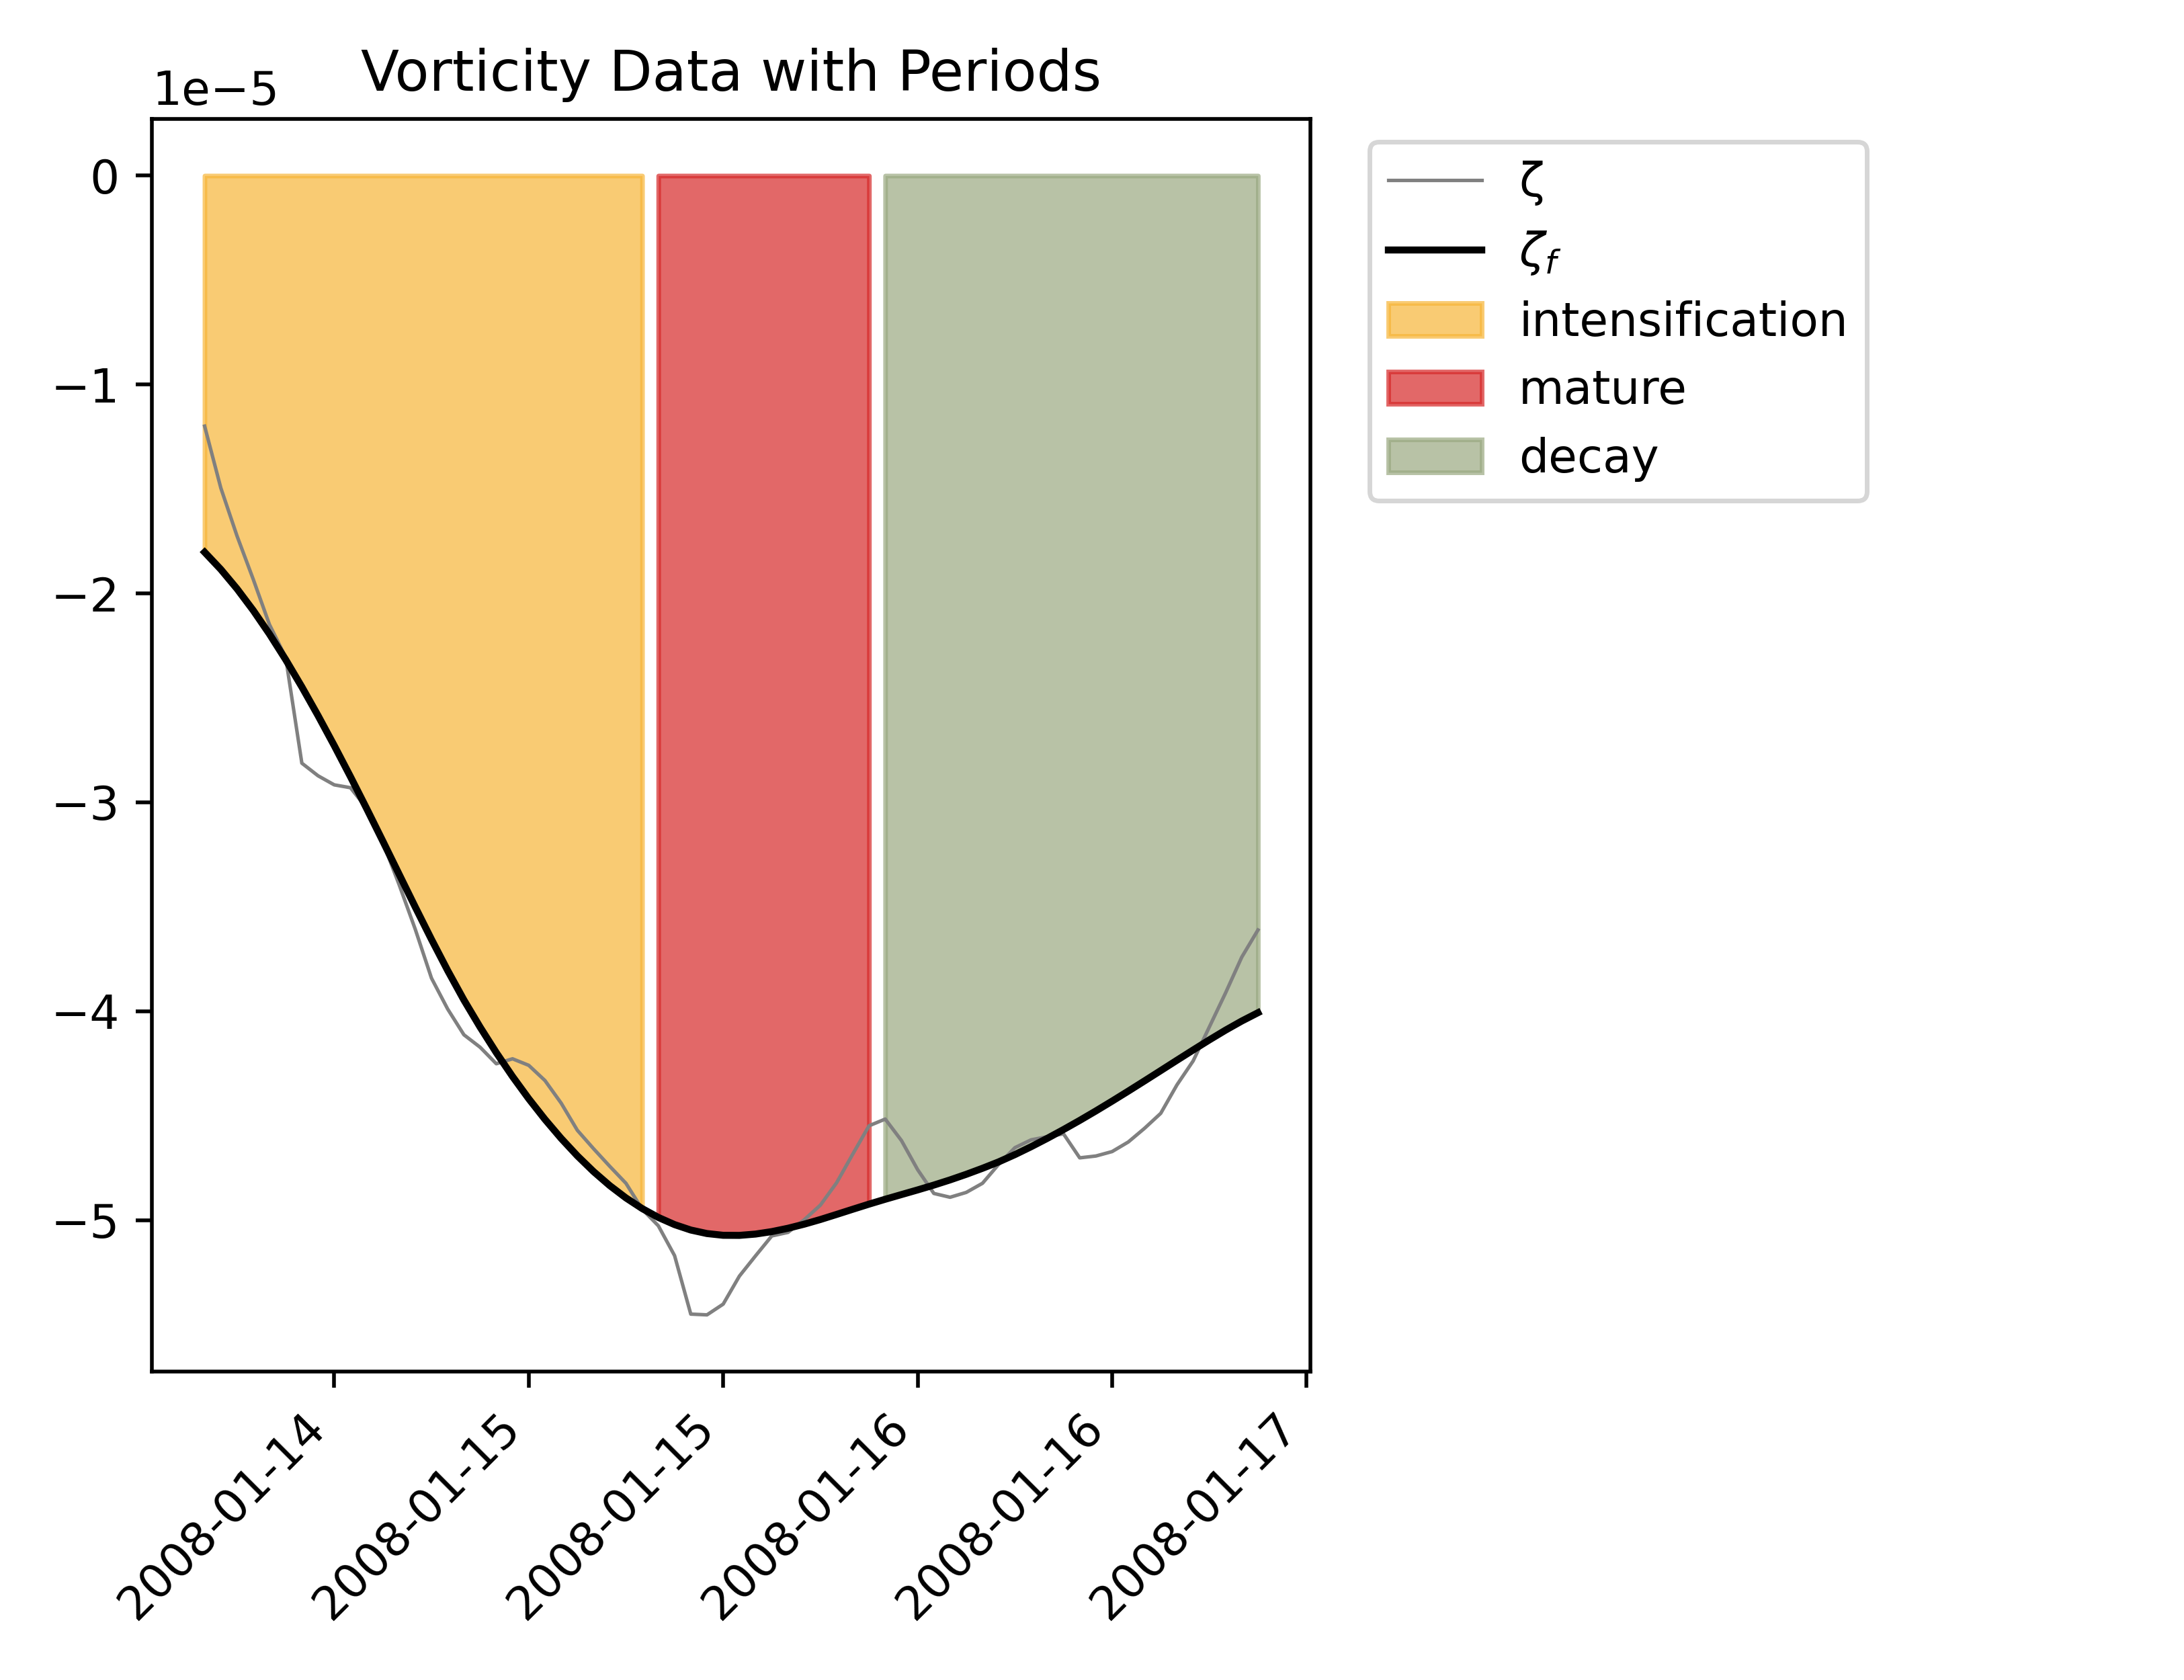 Vorticity Data with Periods
1e−5
0
−1
−2
−3
−4
−5
2008-01-14
2008-01-15
2008-01-15
2008-01-16
2008-01-16
2008-01-17
ζ
ζf
intensification
mature
decay